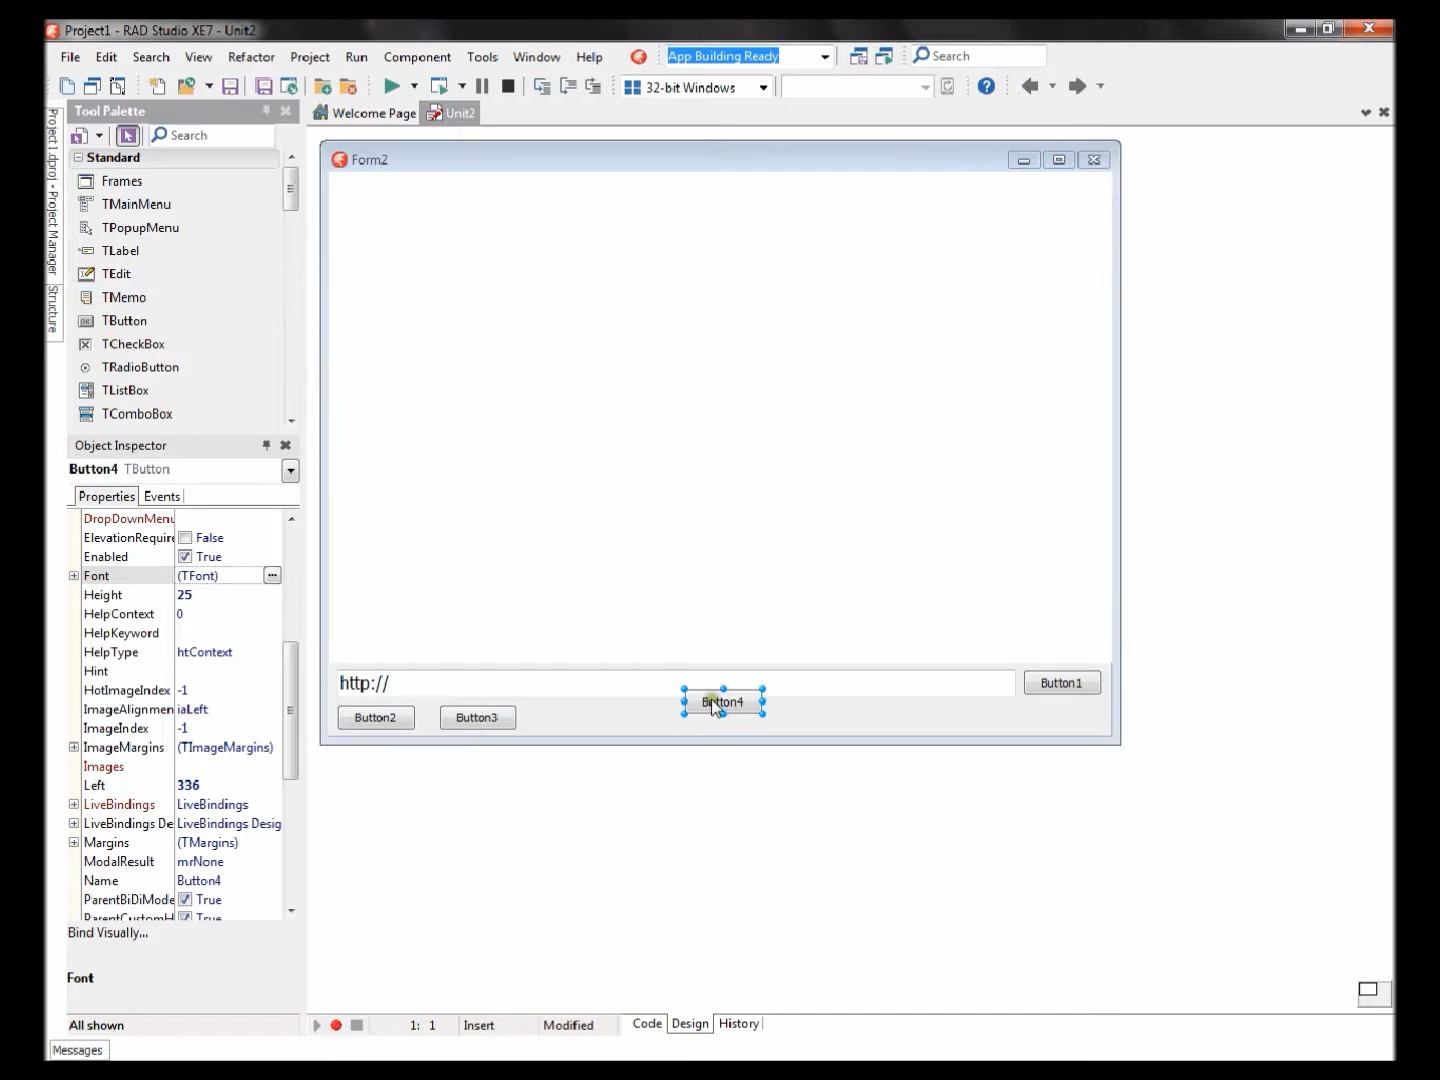 Project1 - RAD Studio XE7 - Unit2
File Edit Search View Refactor Project Run Component Tools Window Help App Building Ready Search
32-bit Windows
Tool Palette
Welcome Page Unit2
Search
Project1.dproj - Project Manager
Structure
Standard
Frames
TMainMenu
TPopupMenu
TLabel
TEdit
TMemo
TButton
TCheckBox
TRadioButton
TListBox
TComboBox
Object Inspector
Button4 TButton
Properties Events
DropDownMenu
ElevationRequire False
Enabled True
Font (TFont) ...
Height 25
HelpContext 0
HelpKeyword
HelpType htContext
Hint
HotImageIndex -1
ImageAlignmen iaLeft
ImageIndex -1
ImageMargins (TImageMargins)
Images
Left 336
LiveBindings LiveBindings
LiveBindings De LiveBindings Desig
Margins (TMargins)
ModalResult mrNone
Name Button4
ParentBiDiMode True
ParentCustomH True
Bind Visually...
Font
All shown
Form2
http://
Button1
Button4
Button2 Button3
1: 1 Insert Modified Code Design History
Messages